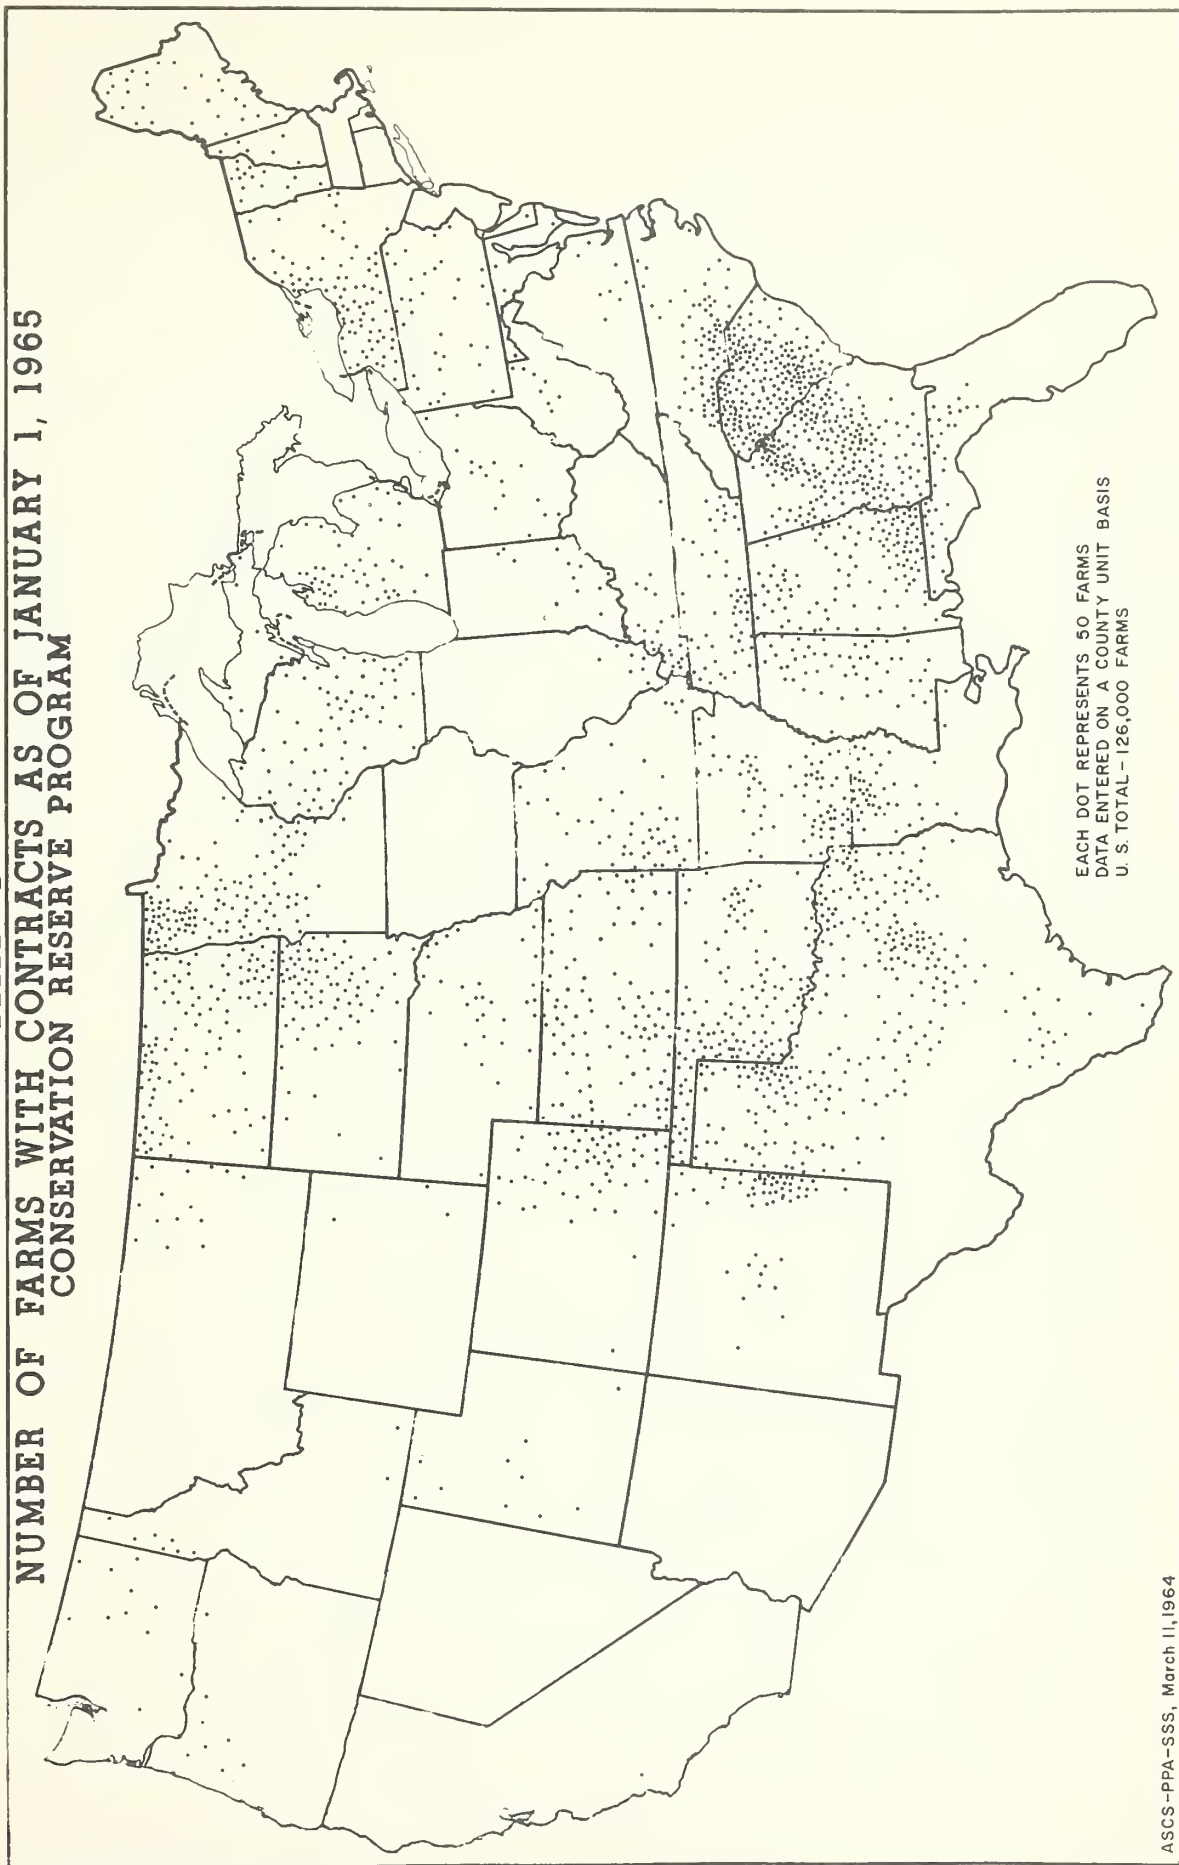 NUMBER OF FARMS WITH CONTRACTS AS OF JANUARY 1, 1965
CONSERVATION RESERVE PROGRAM
EACH DOT REPRESENTS 50 FARMS
DATA ENTERED ON A COUNTY UNIT BASIS
U. S. TOTAL - 126,000 FARMS
ASCS-PPA-SSS, March 11, 1964